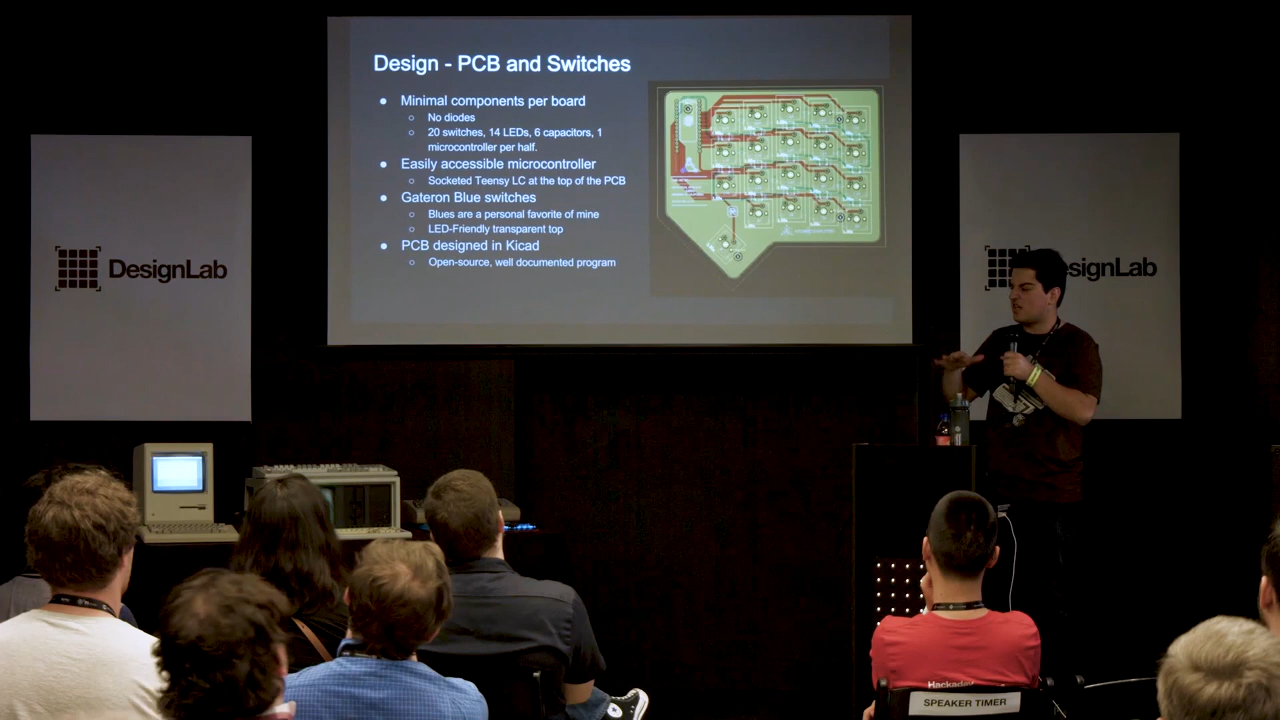 Design - PCB and Switches
● Minimal components per board
○ No diodes
○ 20 switches, 14 LEDs, 6 capacitors, 1
microcontroller per half.
● Easily accessible microcontroller
○ Socketed Teensy LC at the top of the PCB
● Gateron Blue switches
○ Blues are a personal favorite of mine
○ LED-Friendly transparent top
● PCB designed in Kicad
○ Open-source, well documented program
DesignLab
esignLab
Hackaday
SPEAKER TIMER